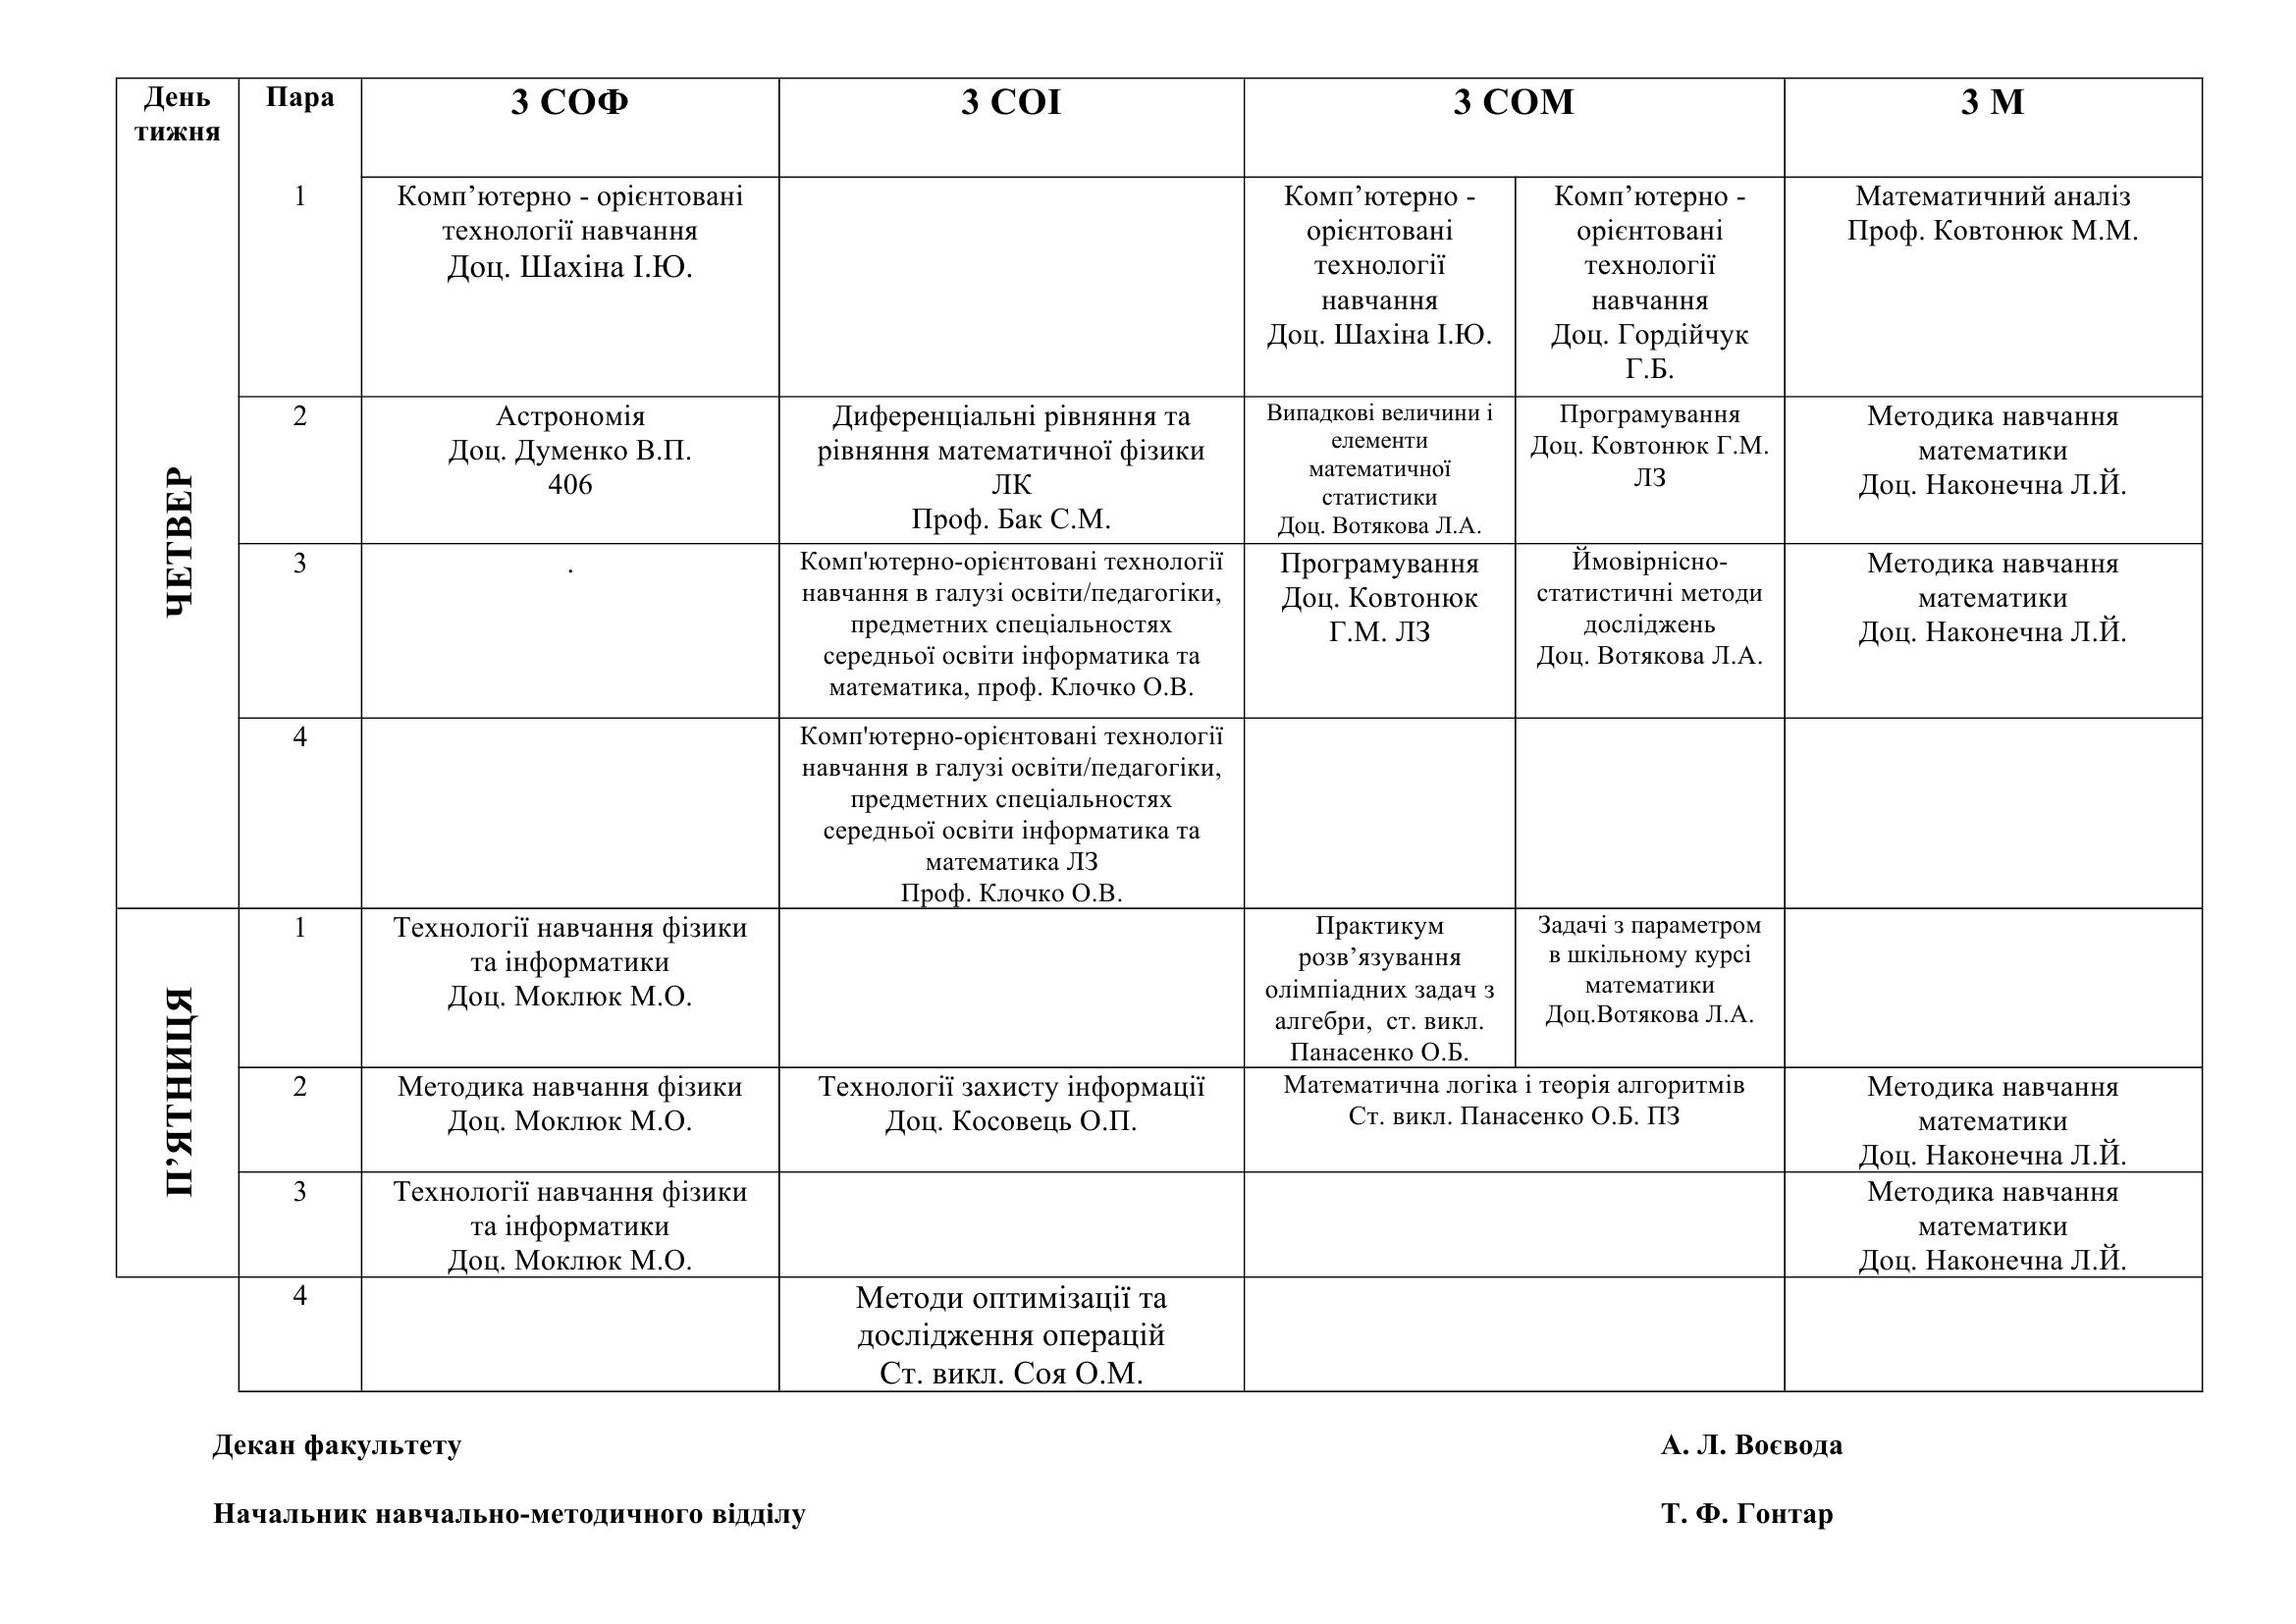 День
тижня
Пара
3 СОФ
3 СОІ
3 СОМ
3 М
ЧЕТВЕР
1
Комп’ютерно - орієнтовані
технології навчання
Доц. Шахіна І.Ю.
Комп’ютерно -
орієнтовані
технології
навчання
Доц. Шахіна І.Ю.
Комп’ютерно -
орієнтовані
технології
навчання
Доц. Гордійчук
Г.Б.
Математичний аналіз
Проф. Ковтонюк М.М.
2
Астрономія
Доц. Думенко В.П.
406
Диференціальні рівняння та
рівняння математичної фізики
ЛК
Проф. Бак С.М.
Випадкові величини і
елементи
математичної
статистики
Доц. Вотякова Л.А.
Програмування
Доц. Ковтонюк Г.М.
ЛЗ
Методика навчання
математики
Доц. Наконечна Л.Й.
3
.
Комп'ютерно-орієнтовані технології
навчання в галузі освіти/педагогіки,
предметних спеціальностях
середньої освіти інформатика та
математика, проф. Клочко О.В.
Програмування
Доц. Ковтонюк
Г.М. ЛЗ
Ймовірнісно-
статистичні методи
досліджень
Доц. Вотякова Л.А.
Методика навчання
математики
Доц. Наконечна Л.Й.
4
Комп'ютерно-орієнтовані технології
навчання в галузі освіти/педагогіки,
предметних спеціальностях
середньої освіти інформатика та
математика ЛЗ
Проф. Клочко О.В.
П’ЯТНИЦЯ
1
Технології навчання фізики
та інформатики
Доц. Моклюк М.О.
Практикум
розв’язування
олімпіадних задач з
алгебри, ст. викл.
Панасенко О.Б.
Задачі з параметром
в шкільному курсі
математики
Доц.Вотякова Л.А.
2
Методика навчання фізики
Доц. Моклюк М.О.
Технології захисту інформації
Доц. Косовець О.П.
Математична логіка і теорія алгоритмів
Ст. викл. Панасенко О.Б. ПЗ
Методика навчання
математики
Доц. Наконечна Л.Й.
3
Технології навчання фізики
та інформатики
Доц. Моклюк М.О.
Методика навчання
математики
Доц. Наконечна Л.Й.
4
Методи оптимізації та
дослідження операцій
Ст. викл. Соя О.М.
Декан факультету
А. Л. Воєвода
Начальник навчально-методичного відділу
Т. Ф. Гонтар